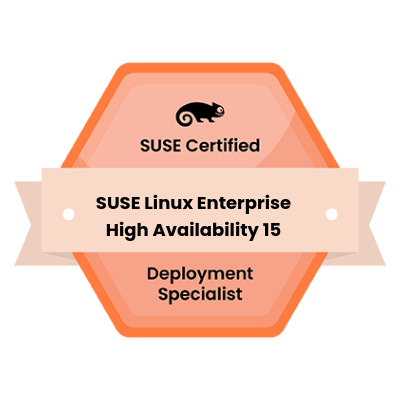 SUSE Certified
SUSE Linux Enterprise
High Availability 15
Deployment
Specialist